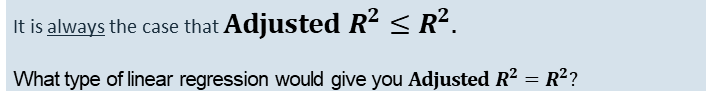 It is always the case that Adjusted R² ≤ R².
What type of linear regression would give you Adjusted R² = R²?